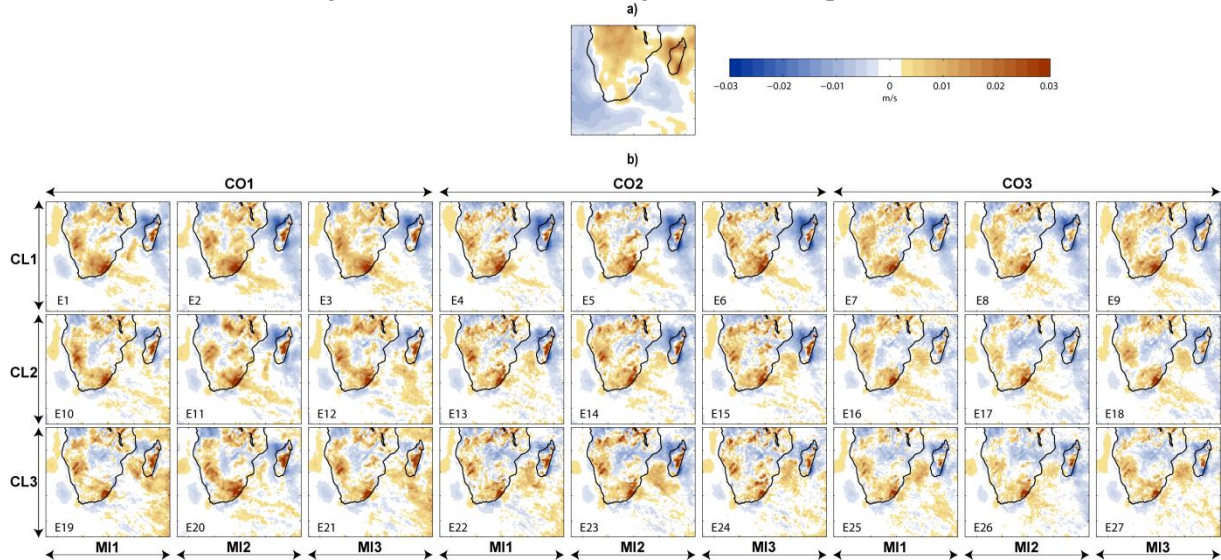 a)
−0.03 −0.02 −0.01 0 0.01 0.02 0.03
m/s
b)
CO1 CO2 CO3
CL1
E1 E2 E3 E4 E5 E6 E7 E8 E9
CL2
E10 E11 E12 E13 E14 E15 E16 E17 E18
CL3
E19 E20 E21 E22 E23 E24 E25 E26 E27
MI1 MI2 MI3 MI1 MI2 MI3 MI1 MI2 MI3